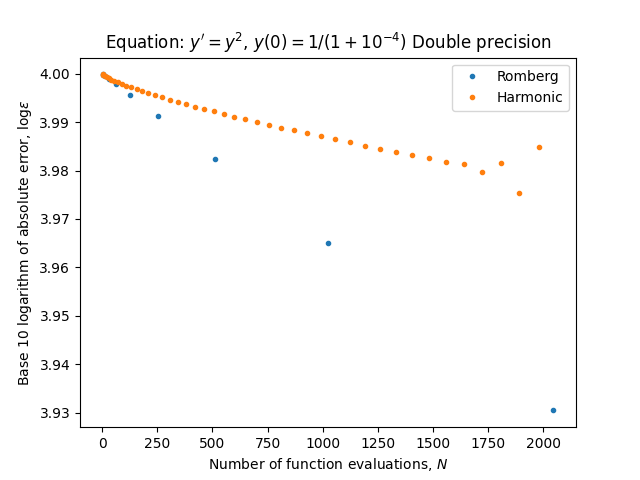 Equation: y′ = y², y(0) = 1/(1 + 10⁻⁴) Double precision
Base 10 logarithm of absolute error, logε
4.00
3.99
3.98
3.97
3.96
3.95
3.94
3.93
Romberg
Harmonic
0 250 500 750 1000 1250 1500 1750 2000
Number of function evaluations, N